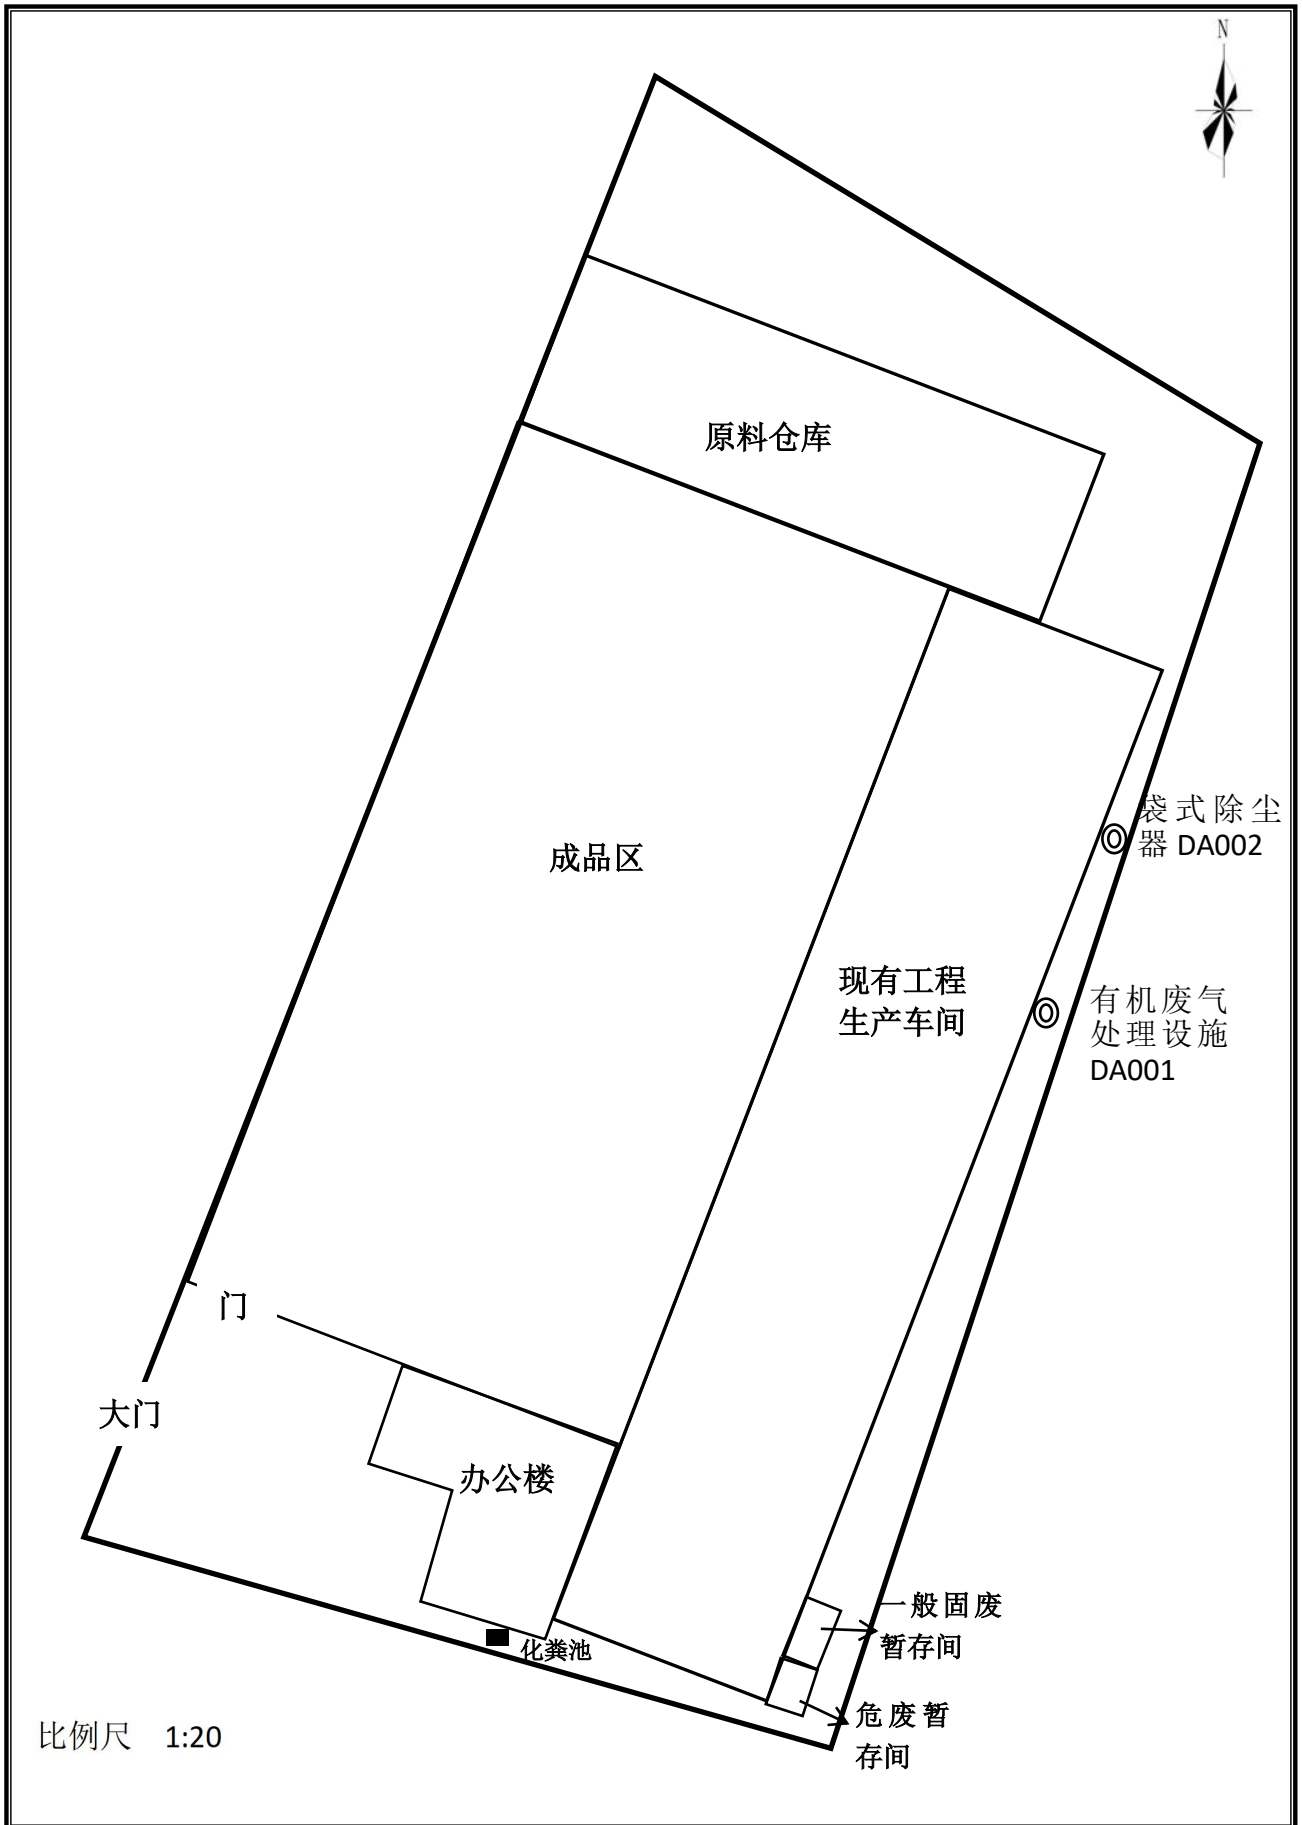 N
原料仓库
袋式除尘
器 DA002
成品区
现有工程
生产车间
有机废气
处理设施
DA001
门
大门
办公楼
一般固废
暂存间
化粪池
危废暂
存间
比例尺 1:20